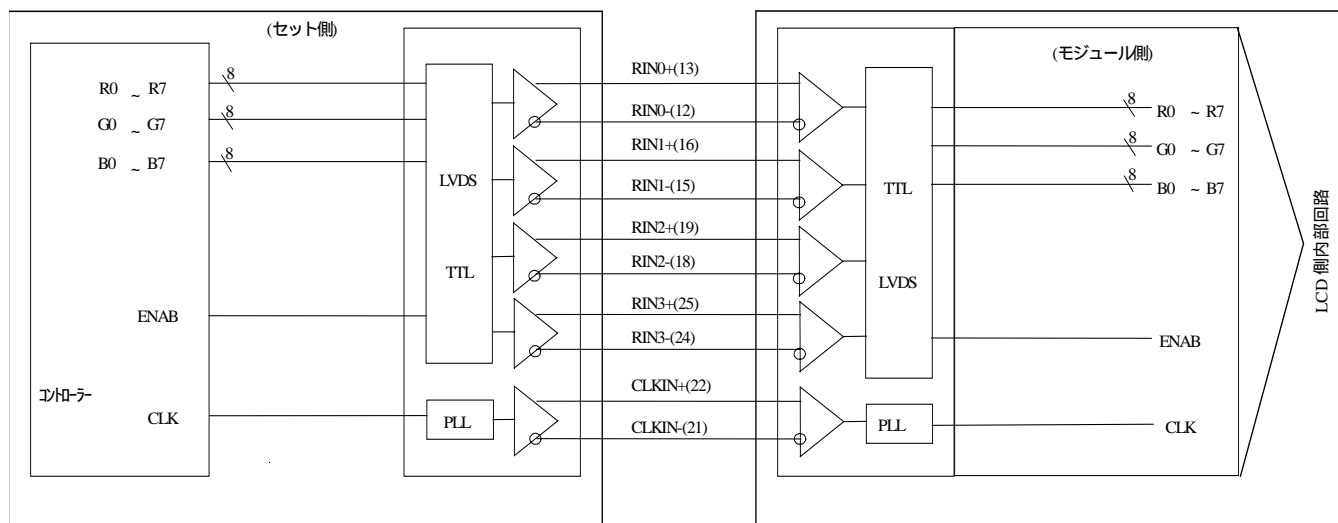 (セット側)
R0 ~ R7
8
G0 ~ G7
8
B0 ~ B7
8
ENAB
コントローラー
CLK
LVDS
TTL
PLL
RIN0+(13)
RIN0-(12)
RIN1+(16)
RIN1-(15)
RIN2+(19)
RIN2-(18)
RIN3+(25)
RIN3-(24)
CLKIN+(22)
CLKIN-(21)
TTL
LVDS
PLL
(モジュール側)
8
R0 ~ R7
8
G0 ~ G7
8
B0 ~ B7
ENAB
CLK
LCD側内部回路